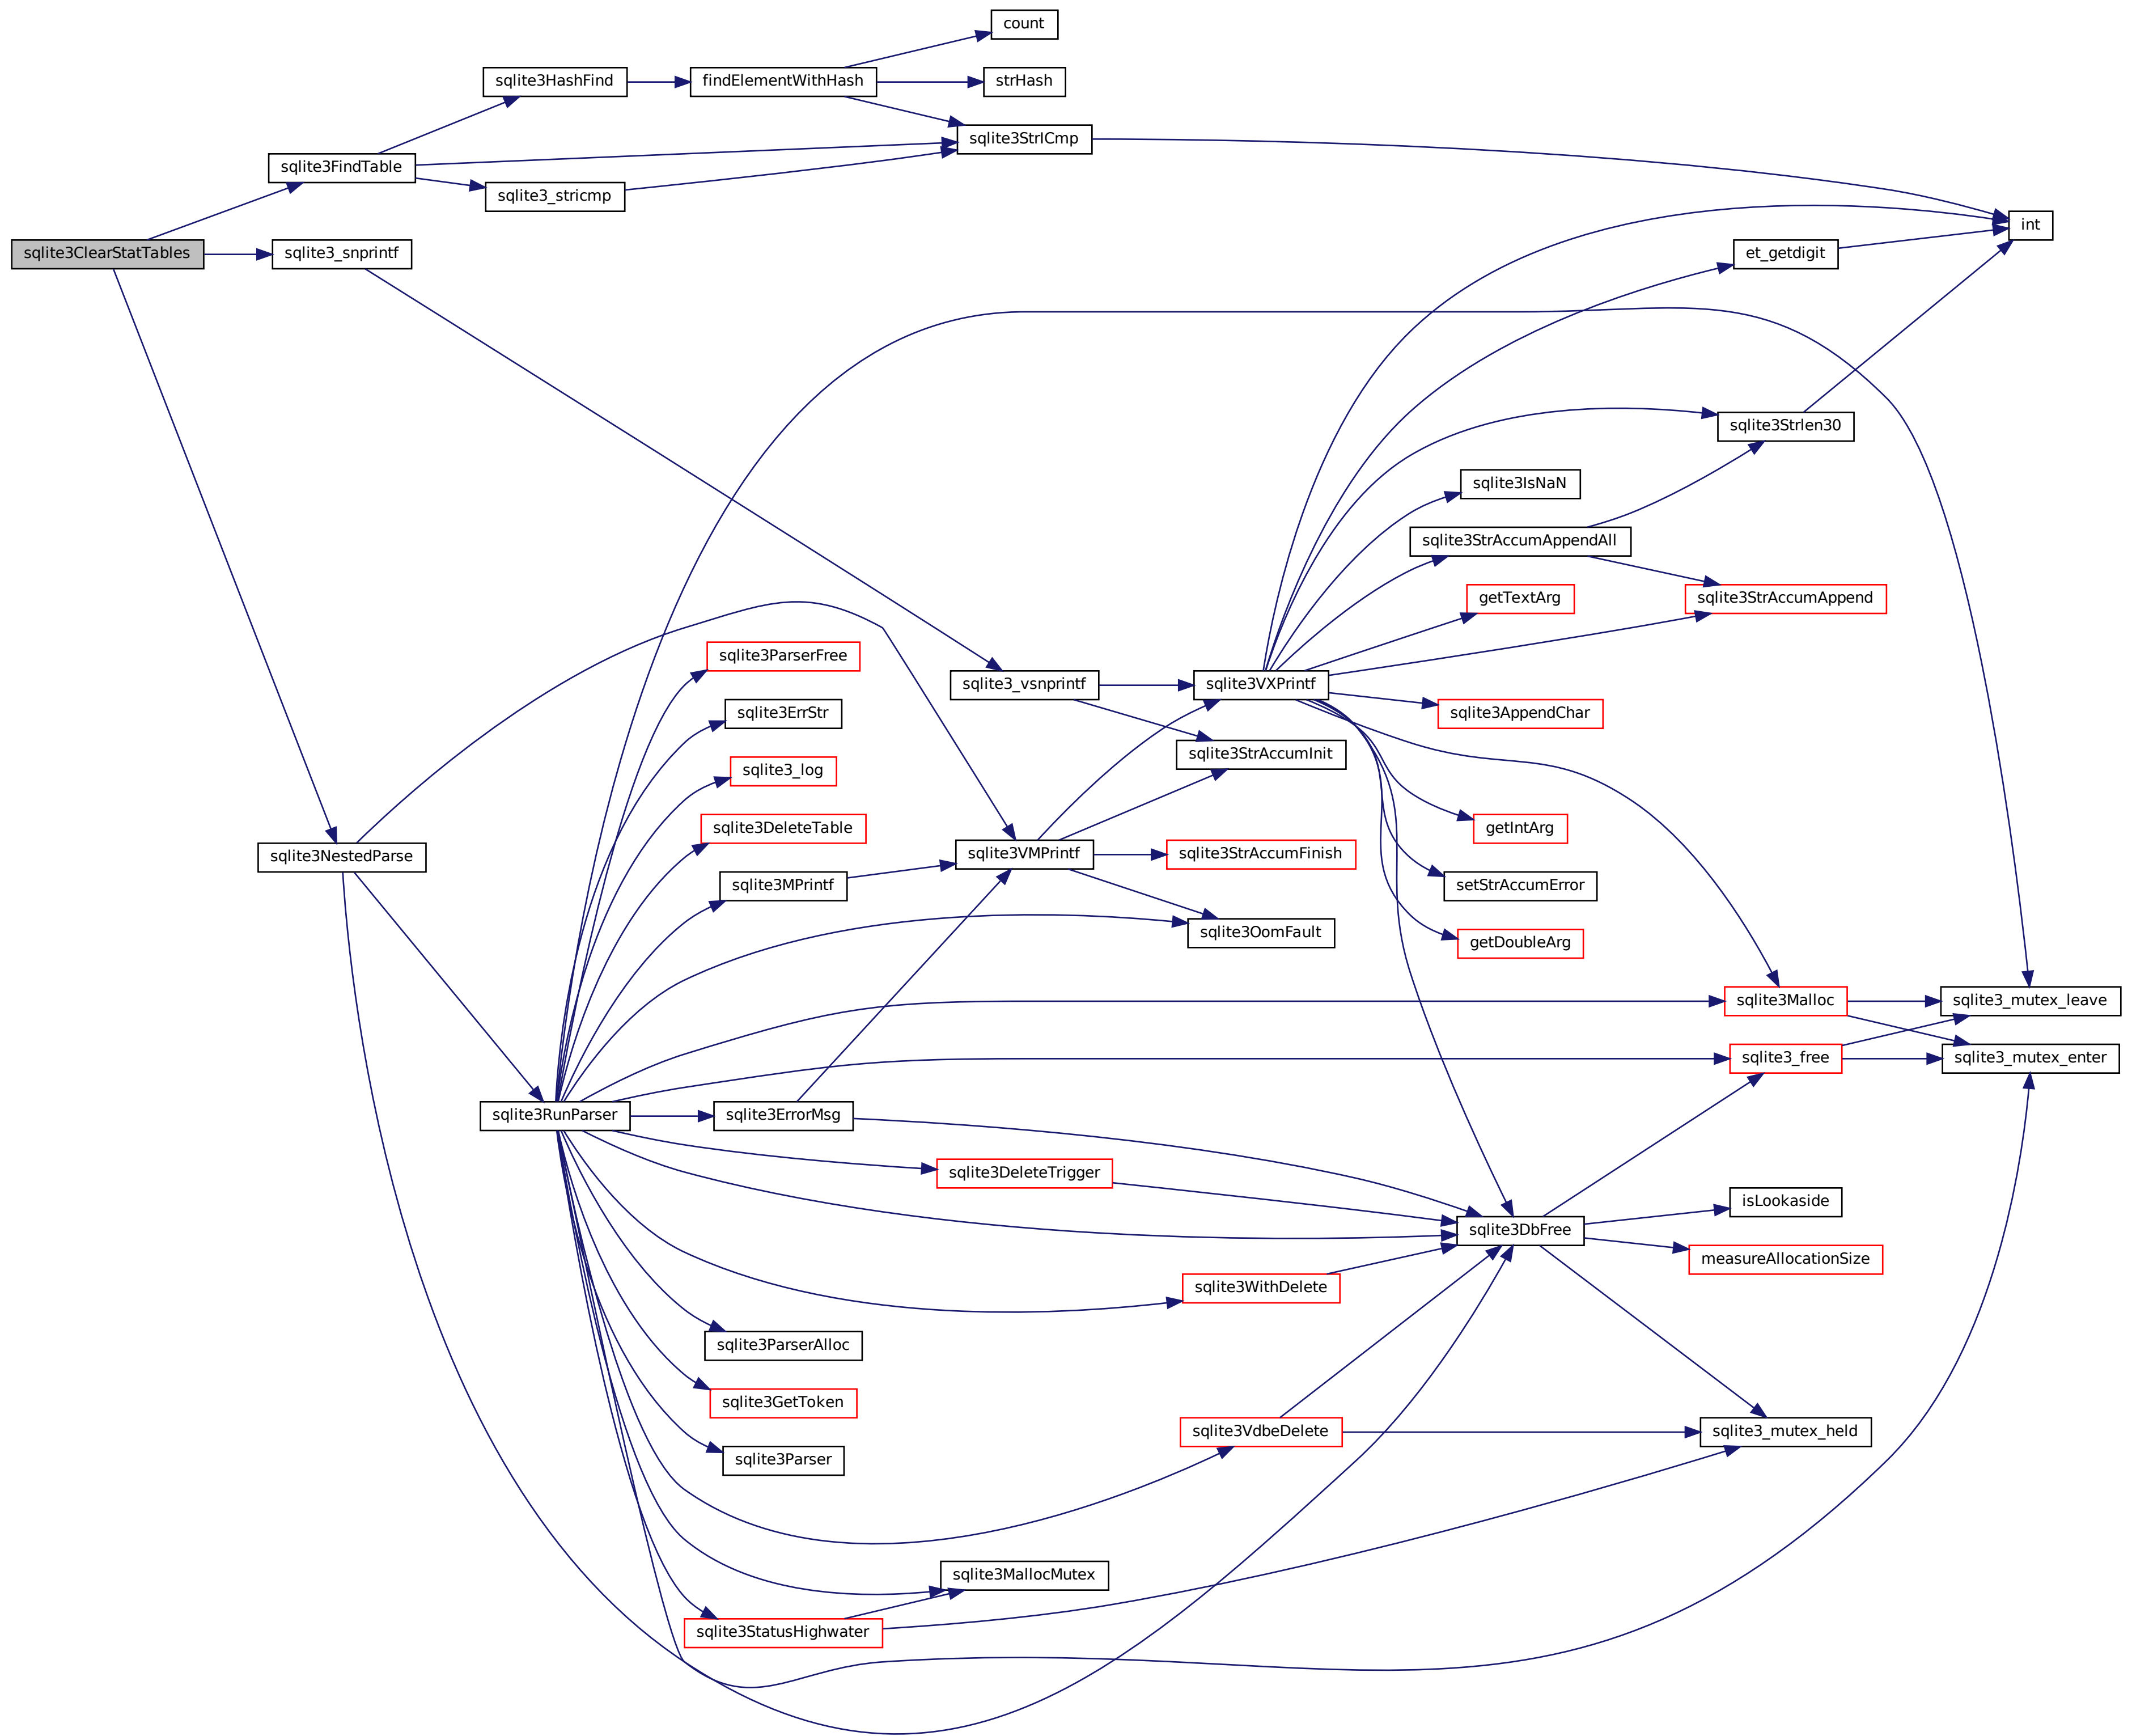 count
sqlite3HashFind
findElementWithHash
strHash
sqlite3StrICmp
sqlite3FindTable
sqlite3_stricmp
int
sqlite3ClearStatTables
sqlite3_snprintf
et_getdigit
sqlite3Strlen30
sqlite3IsNaN
sqlite3StrAccumAppendAll
getTextArg
sqlite3StrAccumAppend
sqlite3ParserFree
sqlite3_vsnprintf
sqlite3VXPrintf
sqlite3ErrStr
sqlite3AppendChar
sqlite3StrAccumInit
sqlite3_log
sqlite3DeleteTable
getIntArg
sqlite3NestedParse
sqlite3VMPrintf
sqlite3StrAccumFinish
sqlite3MPrintf
setStrAccumError
sqlite3OomFault
getDoubleArg
sqlite3Malloc
sqlite3_mutex_leave
sqlite3_free
sqlite3_mutex_enter
sqlite3RunParser
sqlite3ErrorMsg
sqlite3DeleteTrigger
isLookaside
sqlite3DbFree
measureAllocationSize
sqlite3WithDelete
sqlite3ParserAlloc
sqlite3GetToken
sqlite3VdbeDelete
sqlite3_mutex_held
sqlite3Parser
sqlite3MallocMutex
sqlite3StatusHighwater